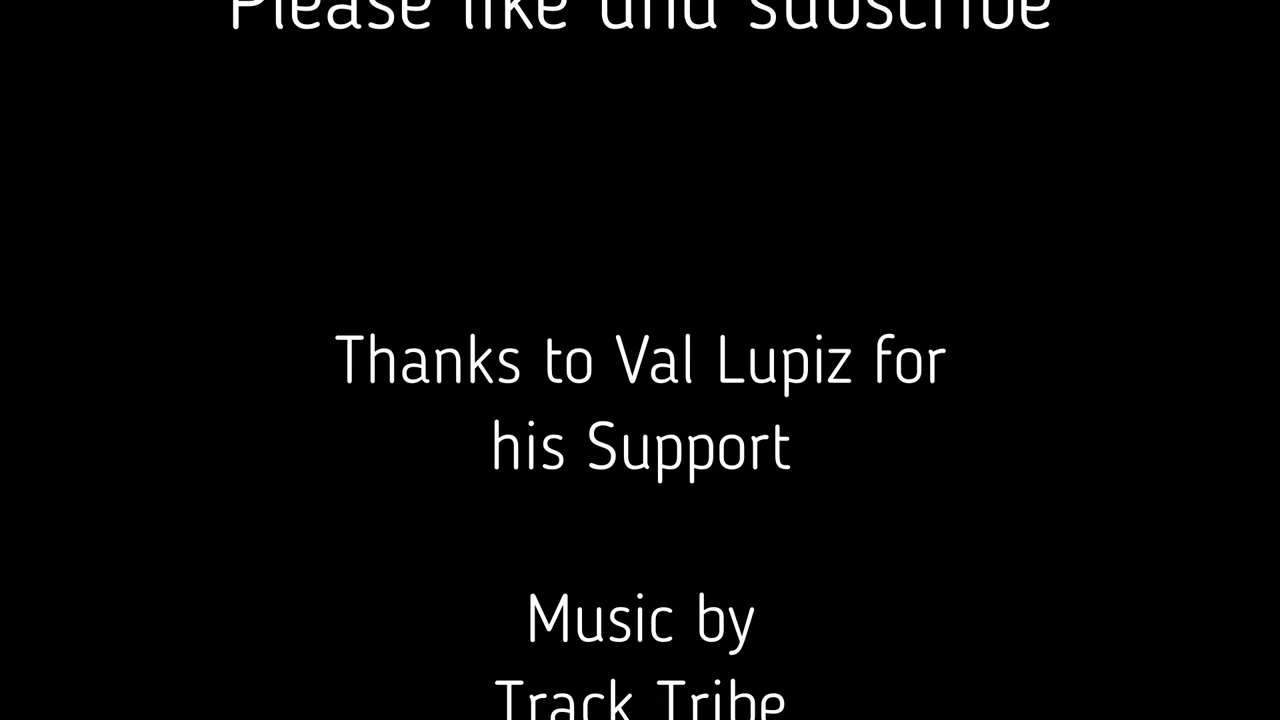 Please like and subscribe
Thanks to Val Lupiz for
his Support
Music by
Track Tribe